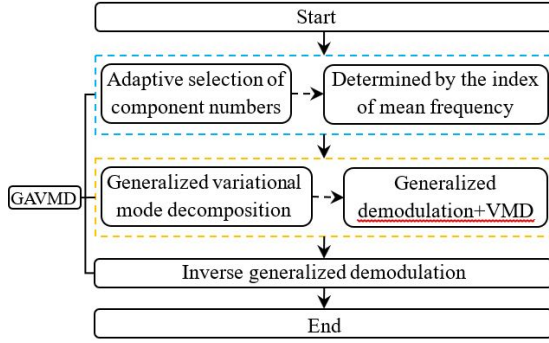 Start
Adaptive selection of
component numbers
Determined by the index
of mean frequency
GAVMD
Generalized variational
mode decomposition
Generalized
demodulation+VMD
Inverse generalized demodulation
End